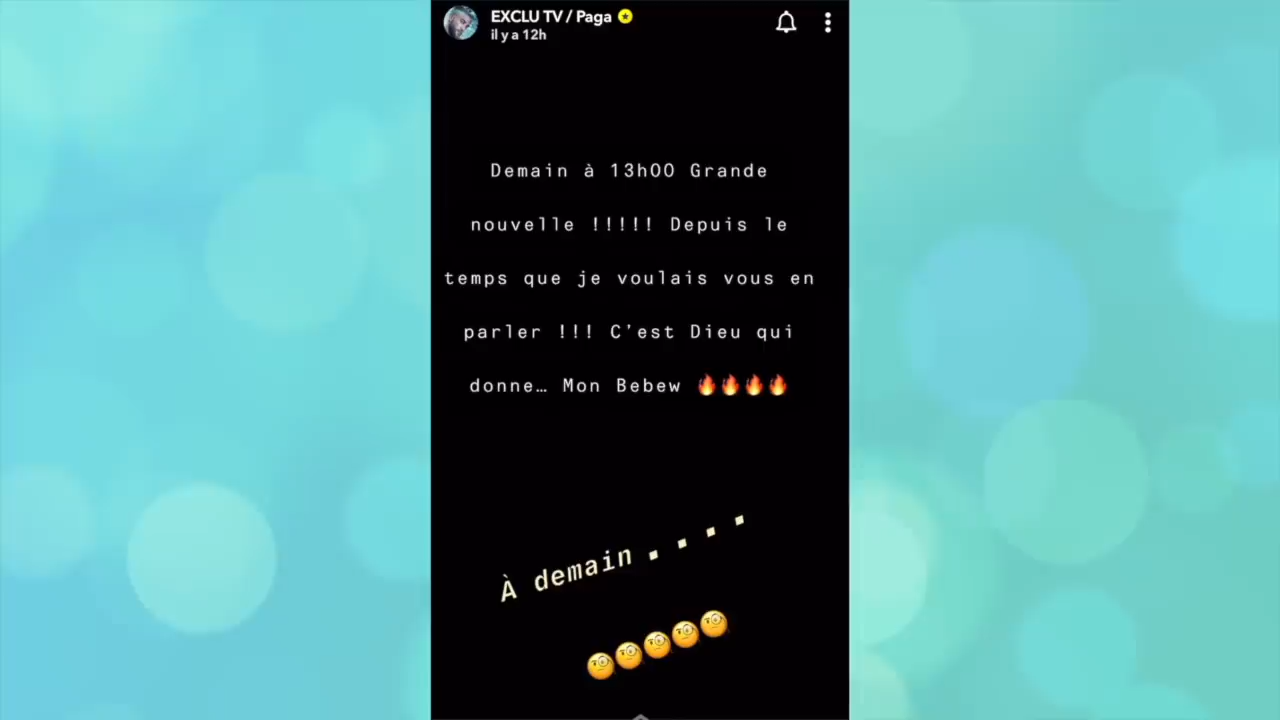 EXCLU TV / Paga
il y a 12h
Demain à 13h00 Grande
nouvelle !!!!! Depuis le
temps que je voulais vous en
parler !!! C'est Dieu qui
donne… Mon Bebew 🔥🔥🔥🔥
À demain....
🧐🧐🧐🧐🧐